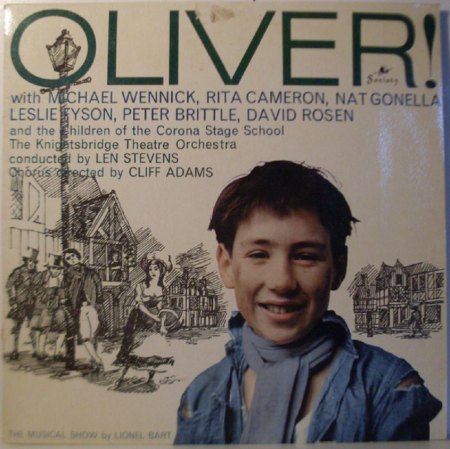 OLIVER!
Society
with MICHAEL WENNICK, RITA CAMERON, NAT GONELLA
LESLIE FYSON, PETER BRITTLE, DAVID ROSEN
and the Children of the Corona Stage School
The Knightsbridge Theatre Orchestra
conducted by LEN STEVENS
Chorus directed by CLIFF ADAMS
THE MUSICAL SHOW by LIONEL BART